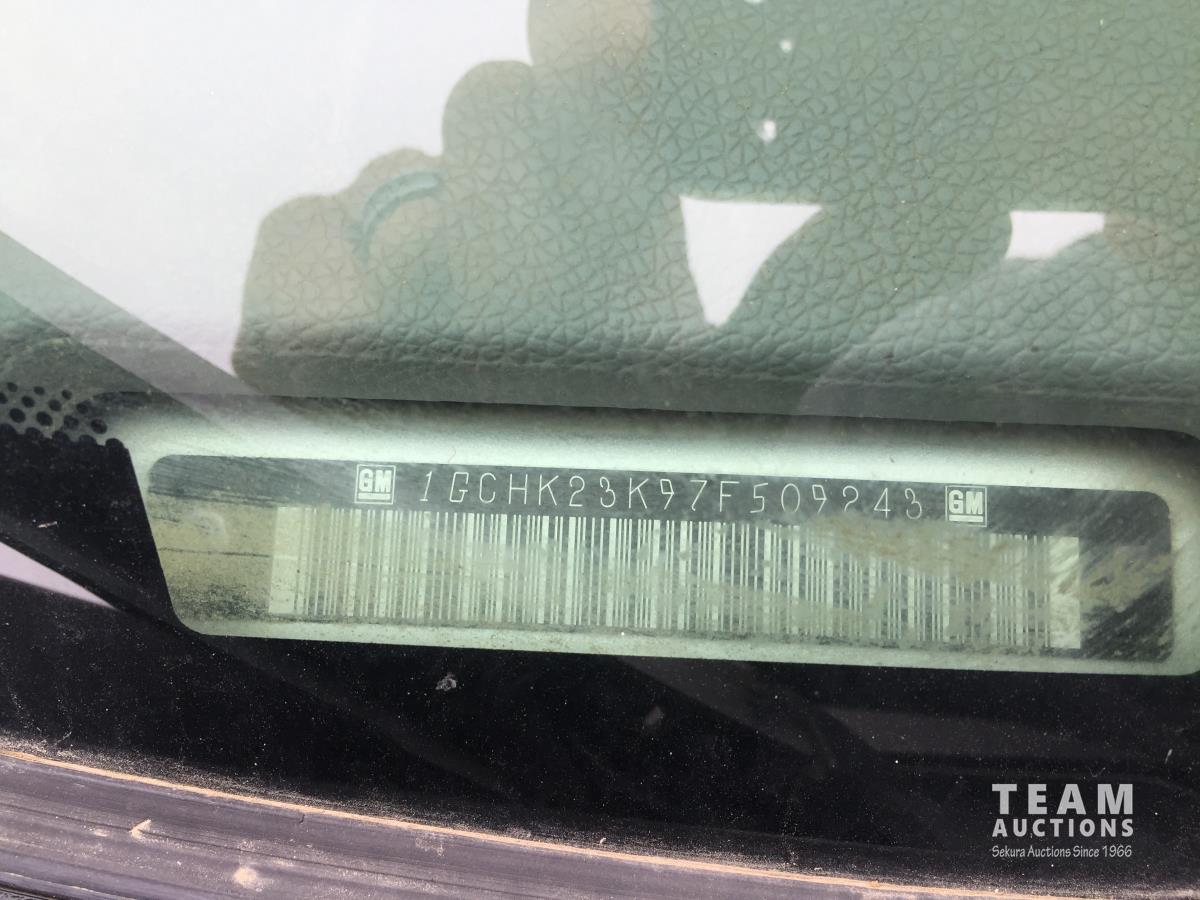 GM 1GCHK23K97F509243 GM
TEAM
AUCTIONS
Sekura Auctions Since 1966